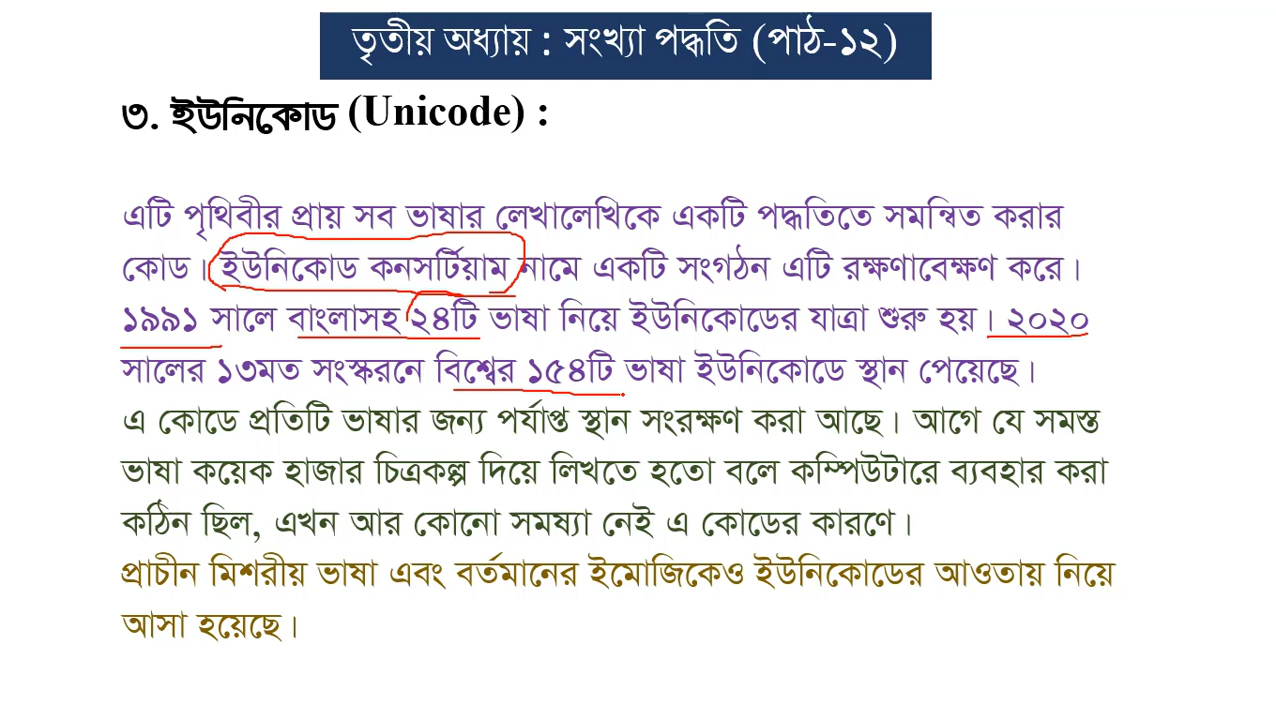 তৃতীয় অধ্যায় : সংখ্যা পদ্ধতি (পাঠ-১২)
৩. ইউনিকোড (Unicode) :
এটি পৃথিবীর প্রায় সব ভাষার লেখালেখিকে একটি পদ্ধতিতে সমন্বিত করার
কোড। ইউনিকোড কনসর্টিয়াম নামে একটি সংগঠন এটি রক্ষণাবেক্ষণ করে।
১৯৯১ সালে বাংলাসহ ২৪টি ভাষা নিয়ে ইউনিকোডের যাত্রা শুরু হয়। ২০২০
সালের ১৩মত সংস্করনে বিশ্বের ১৫৪টি ভাষা ইউনিকোডে স্থান পেয়েছে।
এ কোডে প্রতিটি ভাষার জন্য পর্যাপ্ত স্থান সংরক্ষণ করা আছে। আগে যে সমস্ত
ভাষা কয়েক হাজার চিত্রকল্প দিয়ে লিখতে হতো বলে কম্পিউটারে ব্যবহার করা
কঠিন ছিল, এখন আর কোনো সমষ্যা নেই এ কোডের কারণে।
প্রাচীন মিশরীয় ভাষা এবং বর্তমানের ইমোজিকেও ইউনিকোডের আওতায় নিয়ে
আসা হয়েছে।